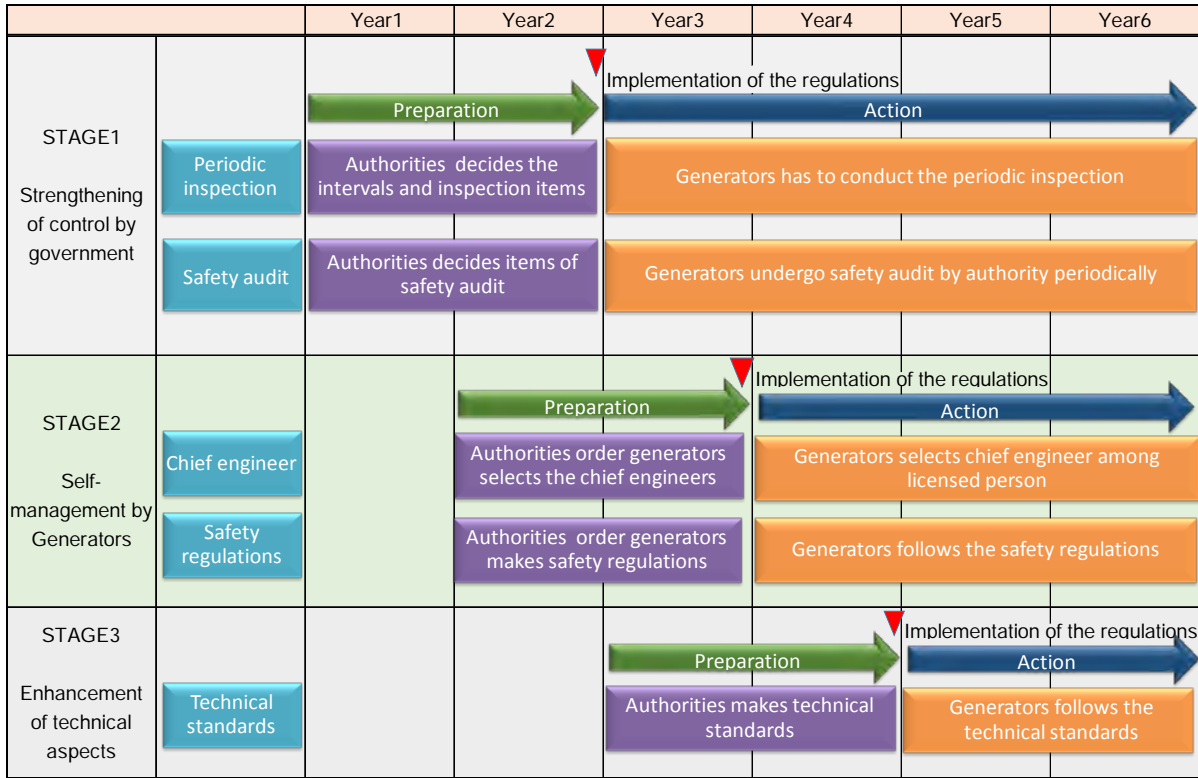 Year1 Year2 Year3 Year4 Year5 Year6
STAGE1
Strengthening
of control by
government
Implementation of the regulations
Preparation
Action
Periodic
inspection
Authorities decides the
intervals and inspection items
Generators has to conduct the periodic inspection
Safety audit
Authorities decides items of
safety audit
Generators undergo safety audit by authority periodically
STAGE2
Self-
management by
Generators
Implementation of the regulations
Preparation
Action
Chief engineer
Authorities order generators
selects the chief engineers
Generators selects chief engineer among
licensed person
Safety
regulations
Authorities order generators
makes safety regulations
Generators follows the safety regulations
STAGE3
Enhancement
of technical
aspects
Implementation of the regulations
Preparation
Action
Technical
standards
Authorities makes technical
standards
Generators follows the
technical standards